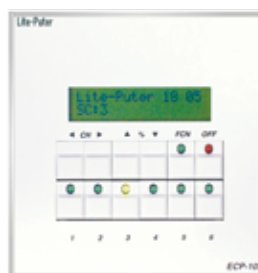 Lite-Puter
Lite-Puter 18 05
SC:3
◄ CH ► ▲ % ▼ FCN OFF
1 2 3 4 5 6
ECP-10